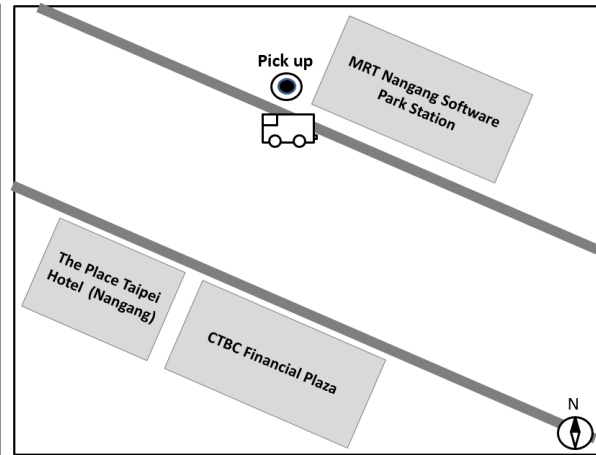 Pick up
MRT Nangang Software
Park Station
The Place Taipei
Hotel (Nangang)
CTBC Financial Plaza
N